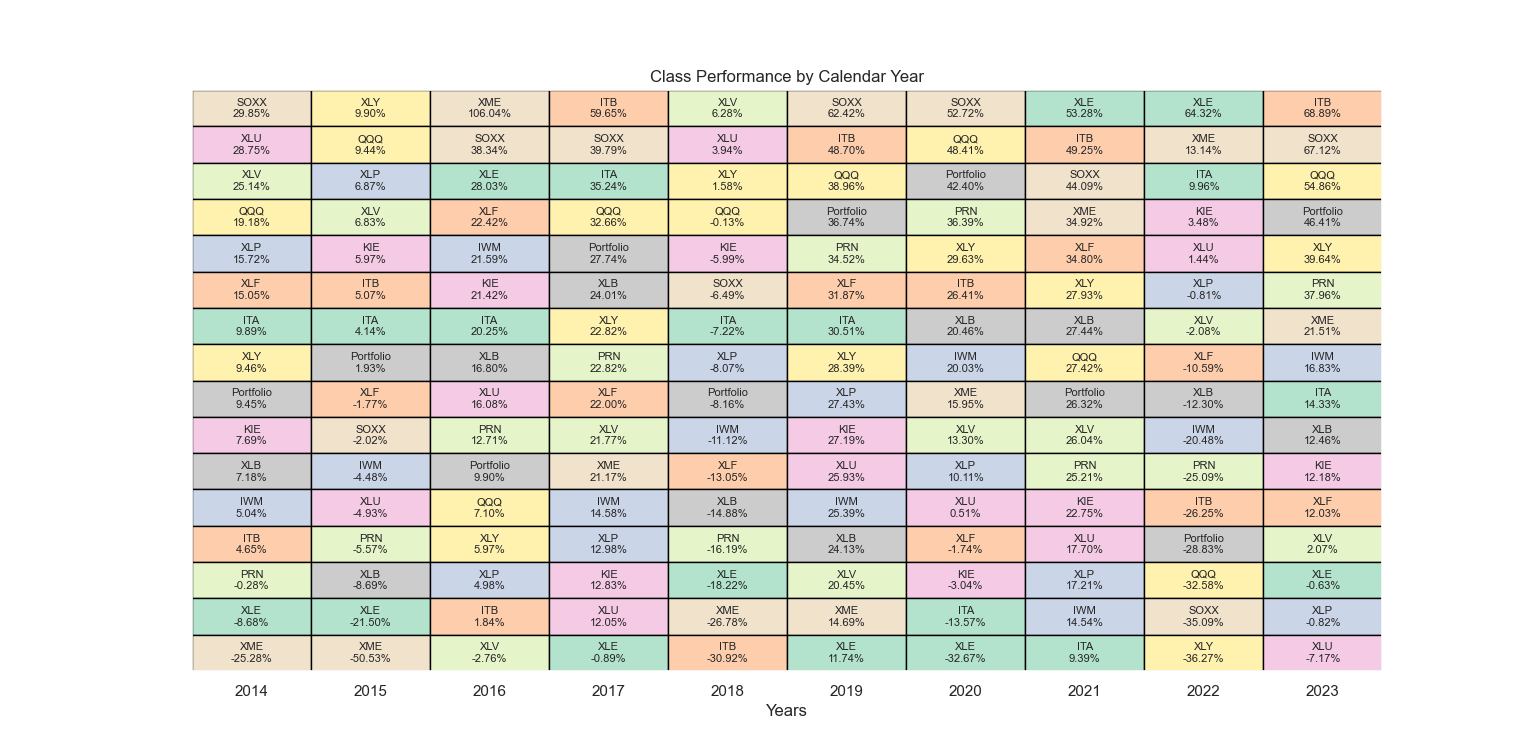 Class Performance by Calendar Year
SOXX XLY XME ITB XLV SOXX SOXX XLE XLE ITB
29.85% 9.90% 106.04% 59.65% 6.28% 62.42% 52.72% 53.28% 64.32% 68.89%
XLU QQQ SOXX SOXX XLU ITB QQQ ITB XME SOXX
28.75% 9.44% 38.34% 39.79% 3.94% 48.70% 48.41% 49.25% 13.14% 67.12%
XLV XLP XLE ITA XLY QQQ Portfolio SOXX ITA QQQ
25.14% 6.87% 28.03% 35.24% 1.58% 38.96% 42.40% 44.09% 9.96% 54.86%
QQQ XLV XLF QQQ QQQ Portfolio PRN XME KIE Portfolio
19.18% 6.83% 22.42% 32.66% -0.13% 36.74% 36.39% 34.92% 3.48% 46.41%
XLP KIE IWM Portfolio KIE PRN XLY XLF XLU XLY
15.72% 5.97% 21.59% 27.74% -5.99% 34.52% 29.63% 34.80% 1.44% 39.64%
XLF ITB KIE XLB SOXX XLF ITB XLY XLP PRN
15.05% 5.07% 21.42% 24.01% -6.49% 31.87% 26.41% 27.93% -0.81% 37.96%
ITA ITA ITA XLY ITA ITA XLB XLB XLV XME
9.89% 4.14% 20.25% 22.82% -7.22% 30.51% 20.46% 27.44% -2.08% 21.51%
XLY Portfolio XLB PRN XLP XLY IWM QQQ XLF IWM
9.46% 1.93% 16.80% 22.82% -8.07% 28.39% 20.03% 27.42% -10.59% 16.83%
Portfolio XLF XLU XLF Portfolio XLP XME Portfolio XLB ITA
9.45% -1.77% 16.08% 22.00% -8.16% 27.43% 15.95% 26.32% -12.30% 14.33%
KIE SOXX PRN XLV IWM KIE XLV XLV IWM XLB
7.69% -2.02% 12.71% 21.77% -11.12% 27.19% 13.30% 26.04% -20.48% 12.46%
XLB IWM Portfolio XME XLF XLU XLP PRN PRN KIE
7.18% -4.48% 9.90% 21.17% -13.05% 25.93% 10.11% 25.21% -25.09% 12.18%
IWM XLU QQQ IWM XLB IWM XLU KIE ITB XLF
5.04% -4.93% 7.10% 14.58% -14.88% 25.39% 0.51% 22.75% -26.25% 12.03%
ITB PRN XLY XLP PRN XLB XLF XLU Portfolio XLV
4.65% -5.57% 5.97% 12.98% -16.19% 24.13% -1.74% 17.70% -28.83% 2.07%
PRN XLB XLP KIE XLE XLV KIE XLP QQQ XLE
-0.28% -8.69% 4.98% 12.83% -18.22% 20.45% -3.04% 17.21% -32.58% -0.63%
XLE XLE ITB XLU XME XME ITA IWM SOXX XLP
-8.68% -21.50% 1.84% 12.05% -26.78% 14.69% -13.57% 14.54% -35.09% -0.82%
XME XME XLV XLE ITB XLE XLE ITA XLY XLU
-25.28% -50.53% -2.76% -0.89% -30.92% 11.74% -32.67% 9.39% -36.27% -7.17%
2014 2015 2016 2017 2018 2019 2020 2021 2022 2023
Years